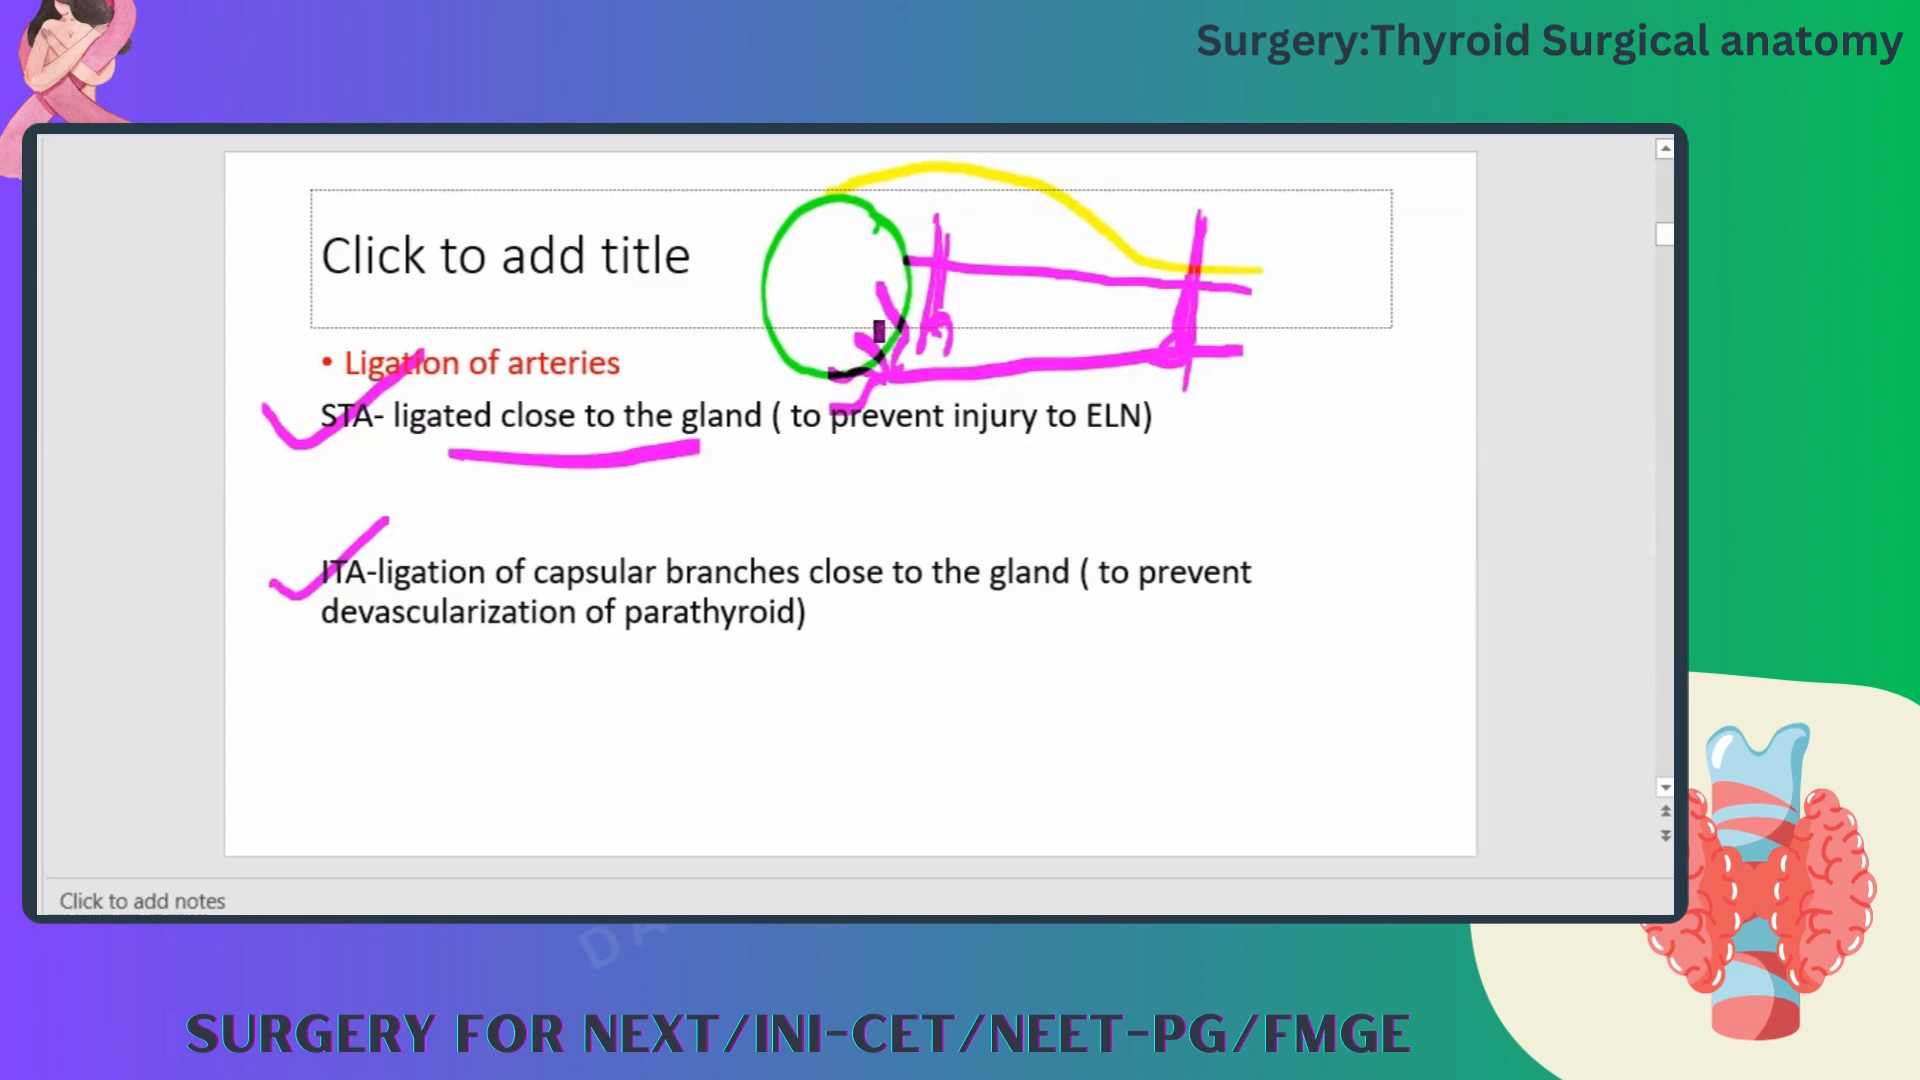 Surgery:Thyroid Surgical anatomy
Click to add title
• Ligation of arteries
STA- ligated close to the gland ( to prevent injury to ELN)
ITA-ligation of capsular branches close to the gland ( to prevent
devascularization of parathyroid)
Click to add notes
DA
SURGERY FOR NEXT/INI-CET/NEET-PG/FMGE